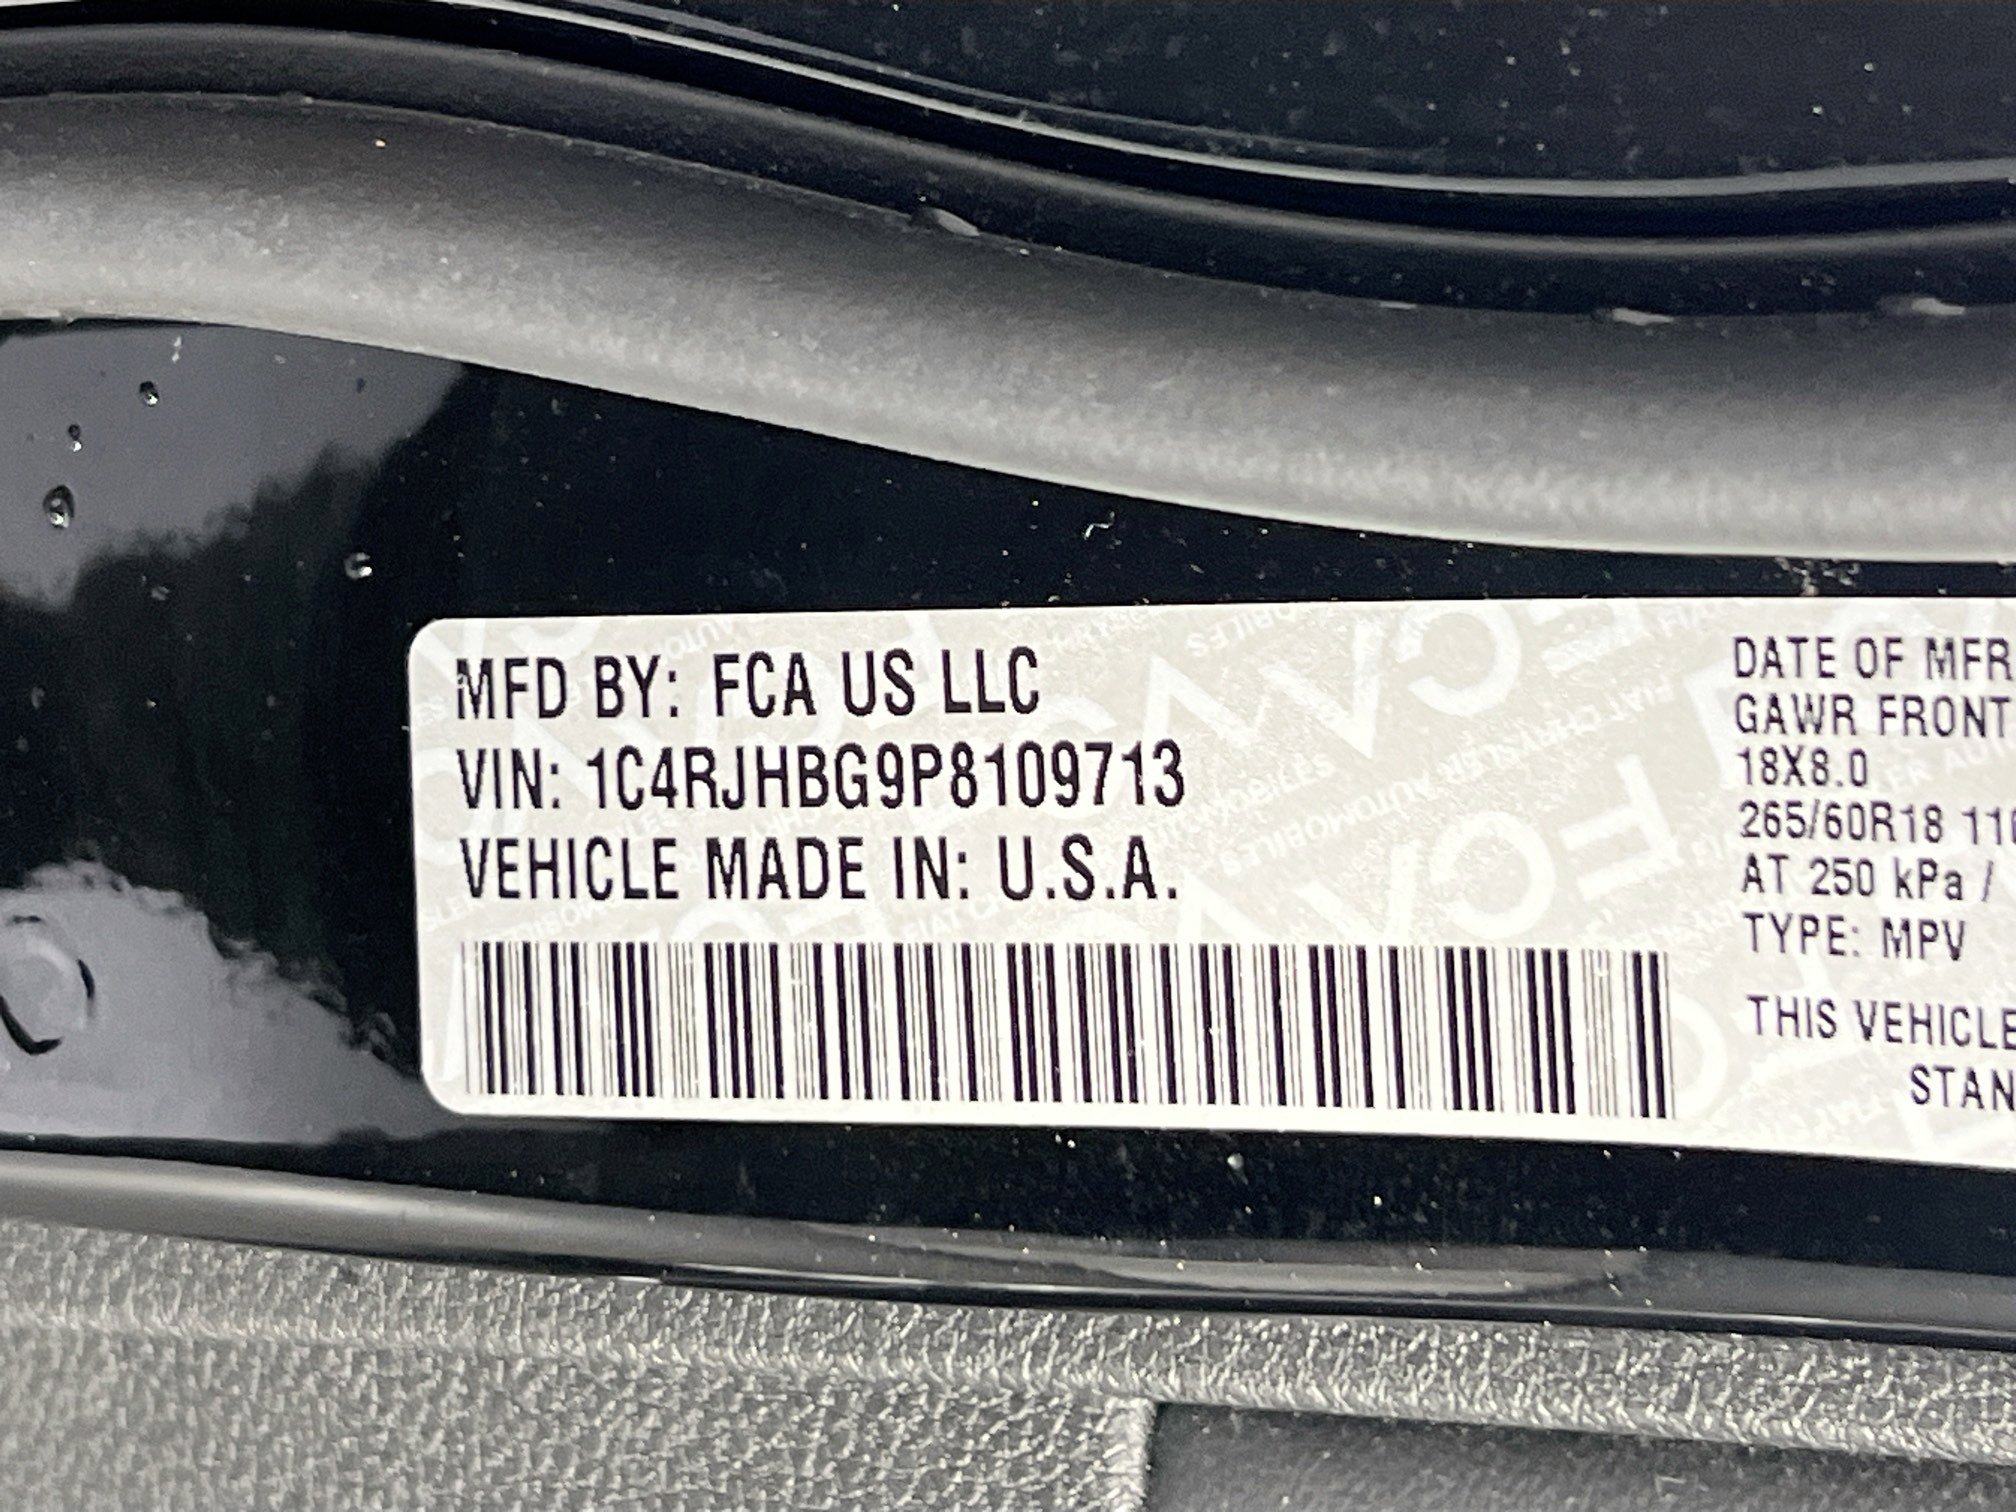 MFD BY: FCA US LLC
VIN: 1C4RJHBG9P8109713
VEHICLE MADE IN: U.S.A.
DATE OF MFR
GAWR FRONT
18X8.0
265/60R18 11
AT 250 kPa /
TYPE: MPV
THIS VEHICLE
STAN